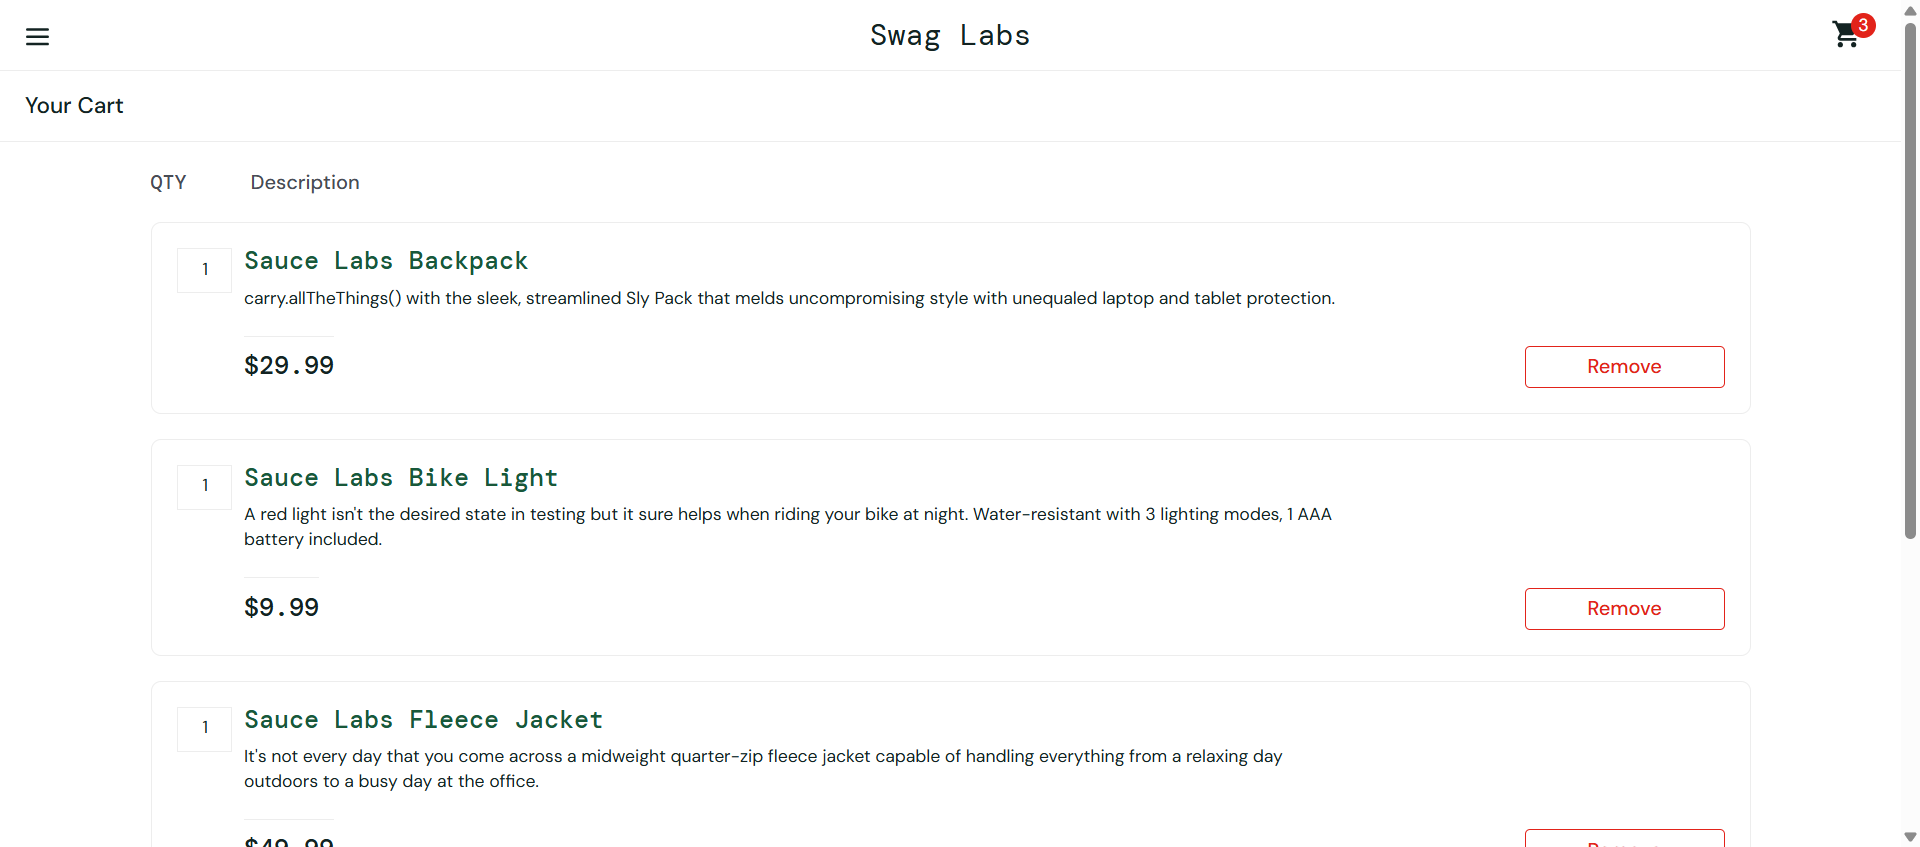 Swag Labs
3
Your Cart
QTY
Description
1
Sauce Labs Backpack
carry.allTheThings() with the sleek, streamlined Sly Pack that melds uncompromising style with unequaled laptop and tablet protection.
$29.99
Remove
1
Sauce Labs Bike Light
A red light isn't the desired state in testing but it sure helps when riding your bike at night. Water-resistant with 3 lighting modes, 1 AAA
battery included.
$9.99
Remove
1
Sauce Labs Fleece Jacket
It's not every day that you come across a midweight quarter-zip fleece jacket capable of handling everything from a relaxing day
outdoors to a busy day at the office.
$49.99
Remove